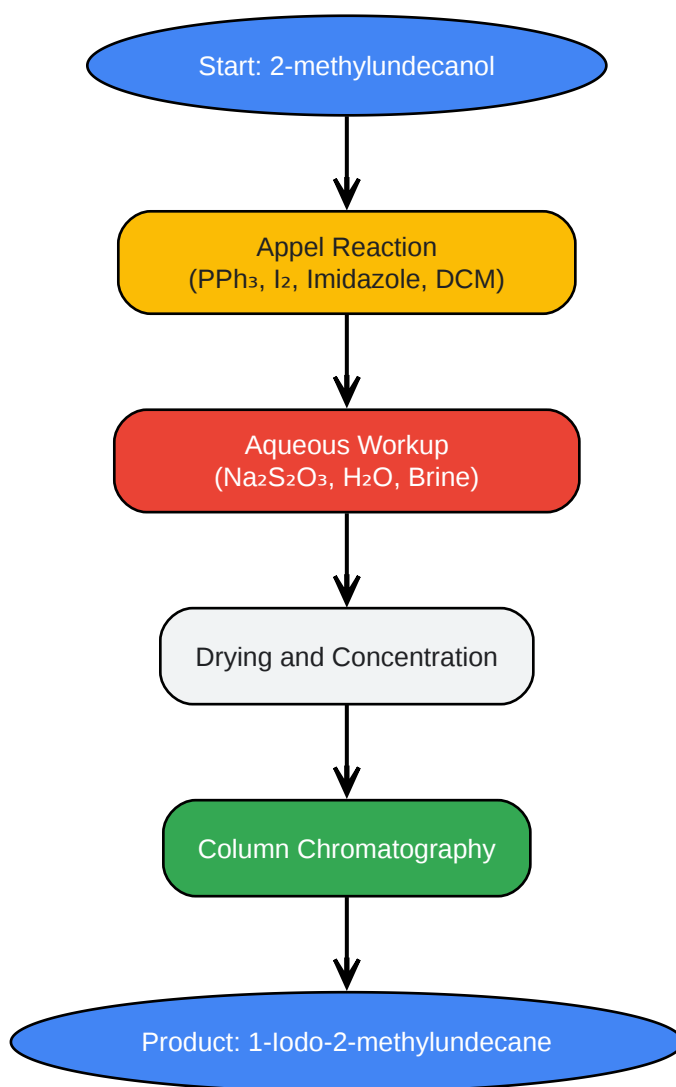 Start: 2-methylundecanol
Appel Reaction
(PPh₃, I₂, Imidazole, DCM)
Aqueous Workup
(Na₂S₂O₃, H₂O, Brine)
Drying and Concentration
Column Chromatography
Product: 1-Iodo-2-methylundecane